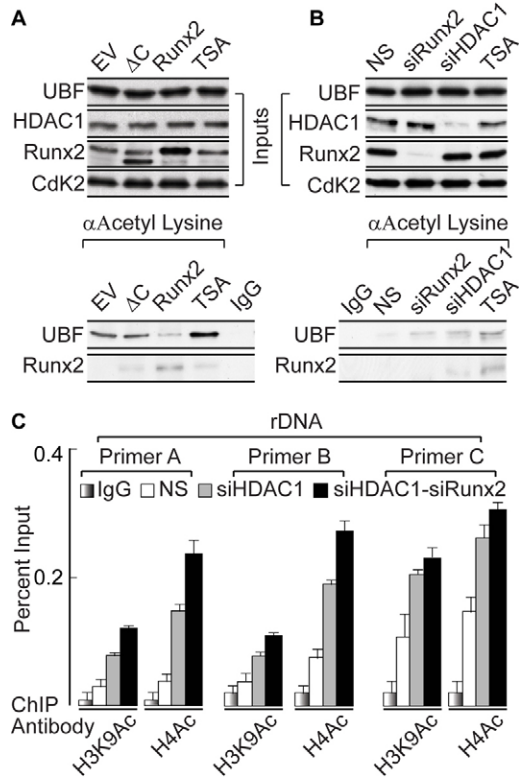 A
EV ΔC Runx2 TSA
UBF
HDAC1
Runx2
CdK2
Inputs
αAcetyl Lysine
EV ΔC Runx2 TSA IgG
UBF
Runx2
B
NS siRunx2 siHDAC1 TSA
UBF
HDAC1
Runx2
CdK2
αAcetyl Lysine
IgG NS siRunx2 siHDAC1 TSA
UBF
Runx2
C
rDNA
Primer A Primer B Primer C
IgG NS siHDAC1 siHDAC1-siRunx2
Percent Input
0.4
0.2
ChIP
Antibody
H3K9Ac H4Ac H3K9Ac H4Ac H3K9Ac H4Ac